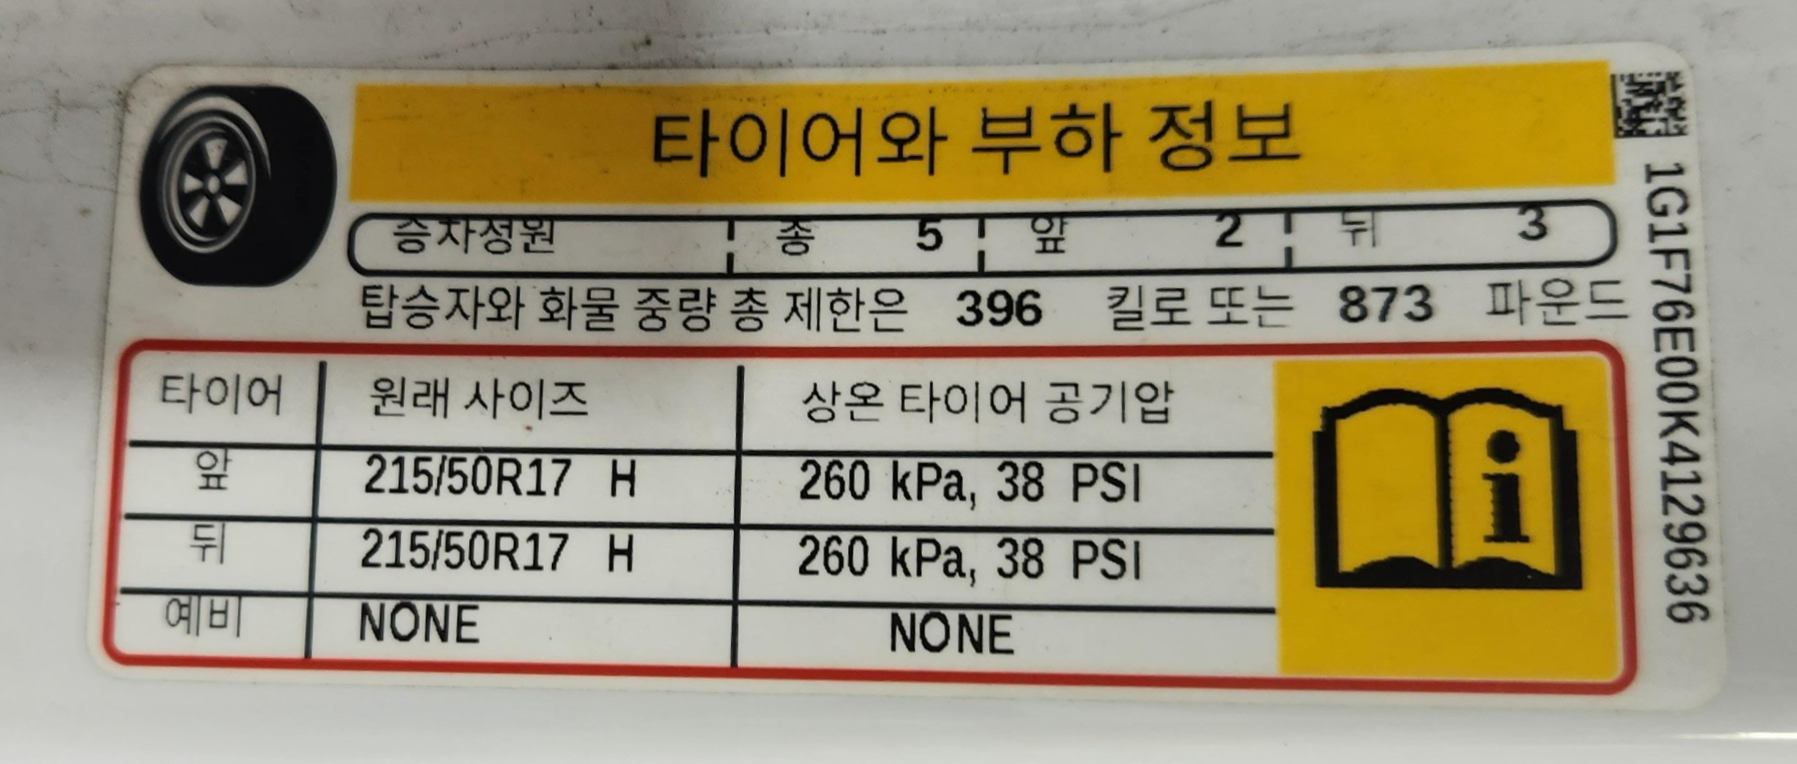 타이어와 부하 정보
승차정원 총 5 앞 2 뒤 3
탑승자와 화물 중량 총 제한은 396 킬로 또는 873 파운드
타이어 원래 사이즈 상온 타이어 공기압
앞 215/50R17 H 260 kPa, 38 PSI
뒤 215/50R17 H 260 kPa, 38 PSI
예비 NONE NONE
1G1F76E00K4129636